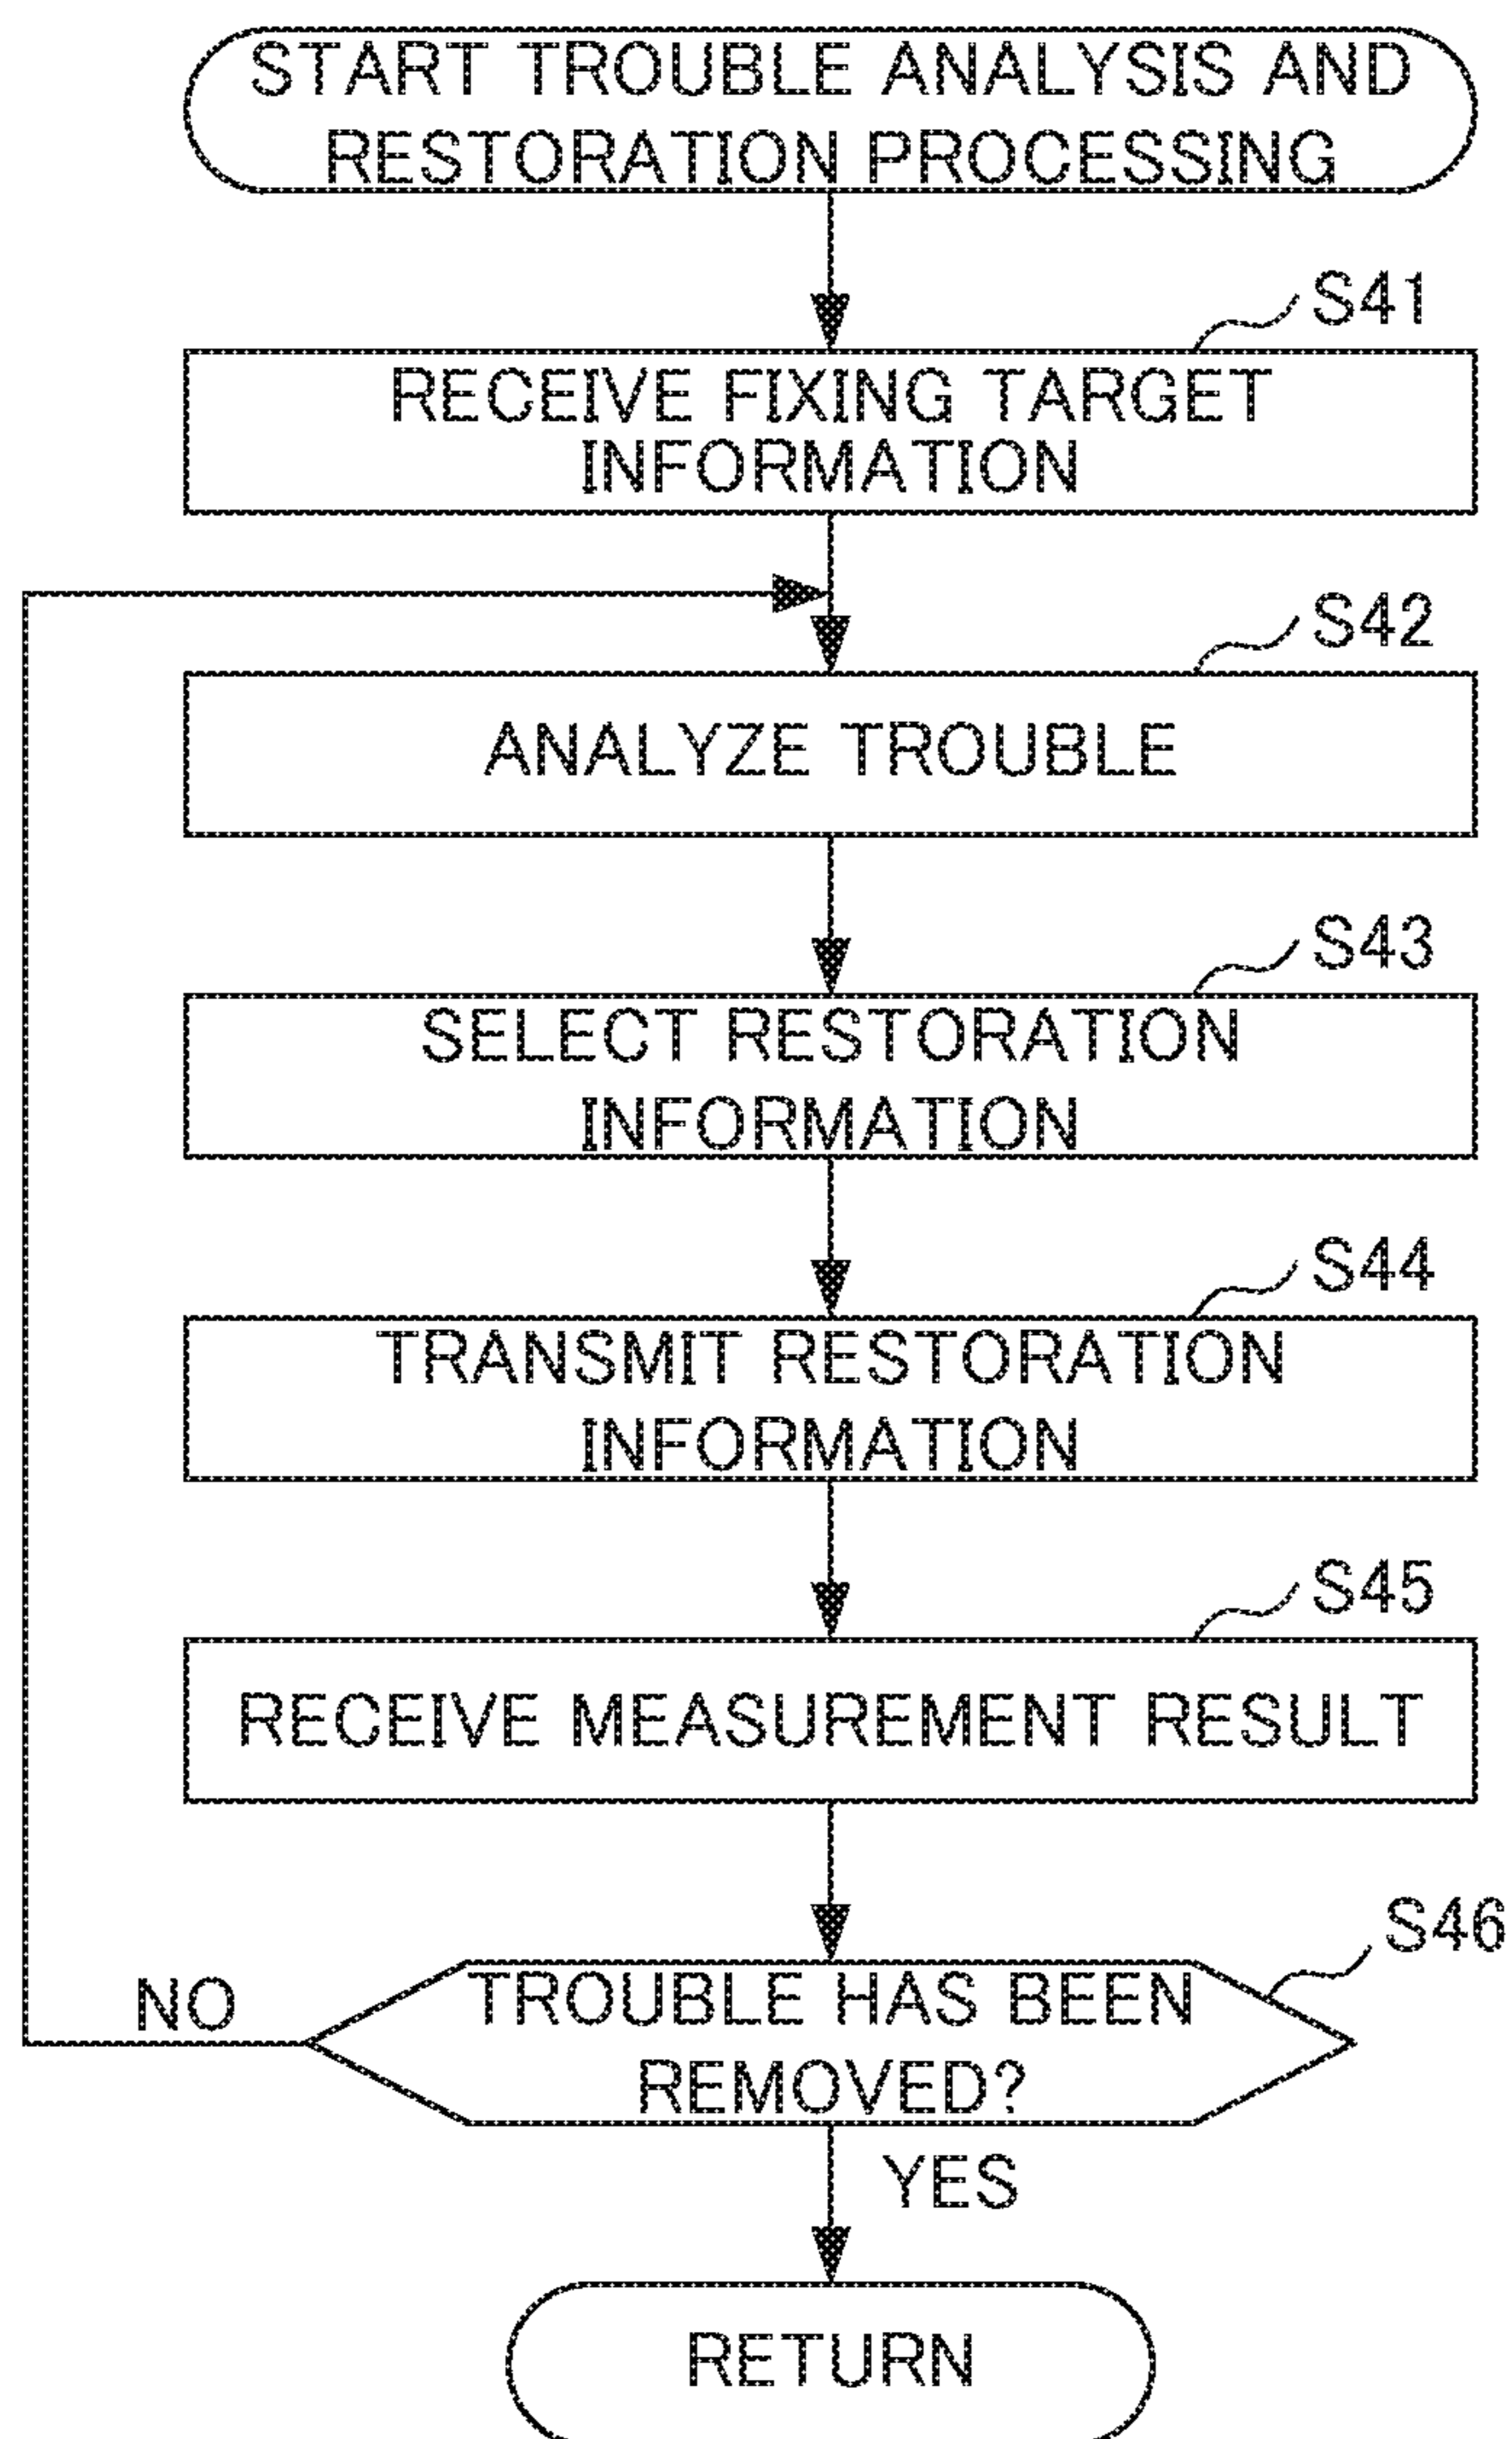 START TROUBLE ANALYSIS AND
RESTORATION PROCESSING
S41
RECEIVE FIXING TARGET
INFORMATION
S42
ANALYZE TROUBLE
S43
SELECT RESTORATION
INFORMATION
S44
TRANSMIT RESTORATION
INFORMATION
S45
RECEIVE MEASUREMENT RESULT
S46
TROUBLE HAS BEEN
REMOVED?
NO
YES
RETURN